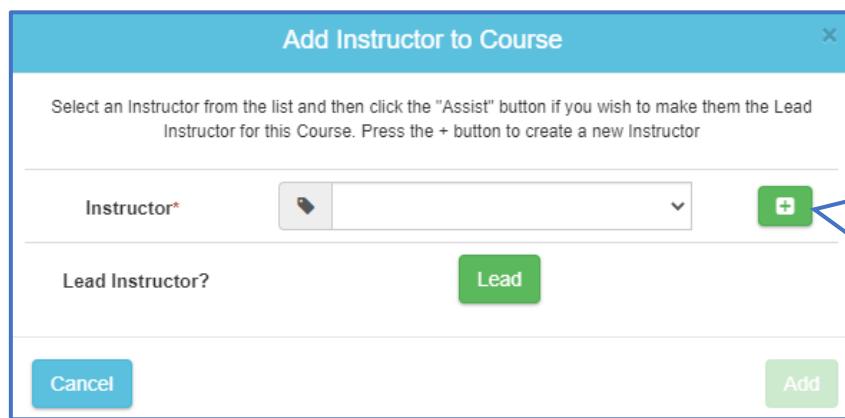 Add Instructor to Course ×
Select an Instructor from the list and then click the "Assist" button if you wish to make them the Lead
Instructor for this Course. Press the + button to create a new Instructor
Instructor*
Lead Instructor? Lead
Cancel Add